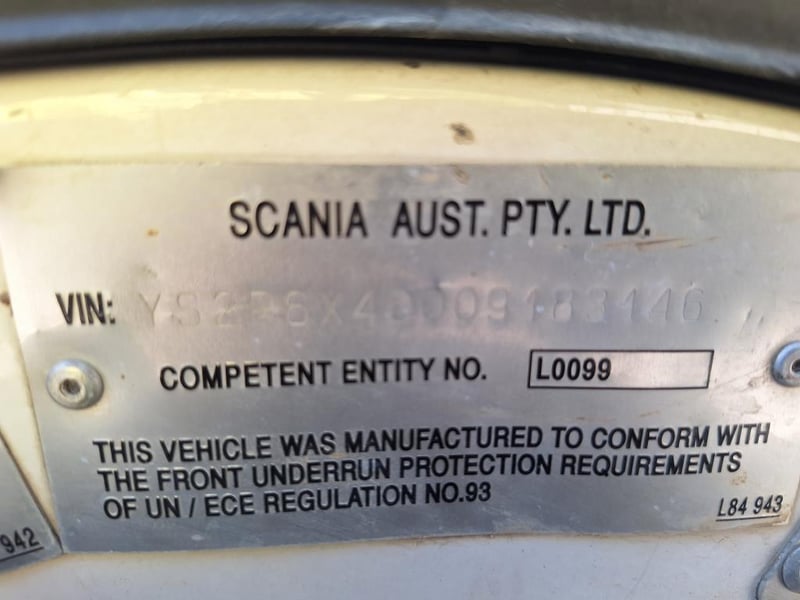 SCANIA AUST. PTY. LTD.
VIN: YS2R6X40009183146
COMPETENT ENTITY NO. L0099
THIS VEHICLE WAS MANUFACTURED TO CONFORM WITH
THE FRONT UNDERRUN PROTECTION REQUIREMENTS
OF UN / ECE REGULATION NO.93
L84 943
942